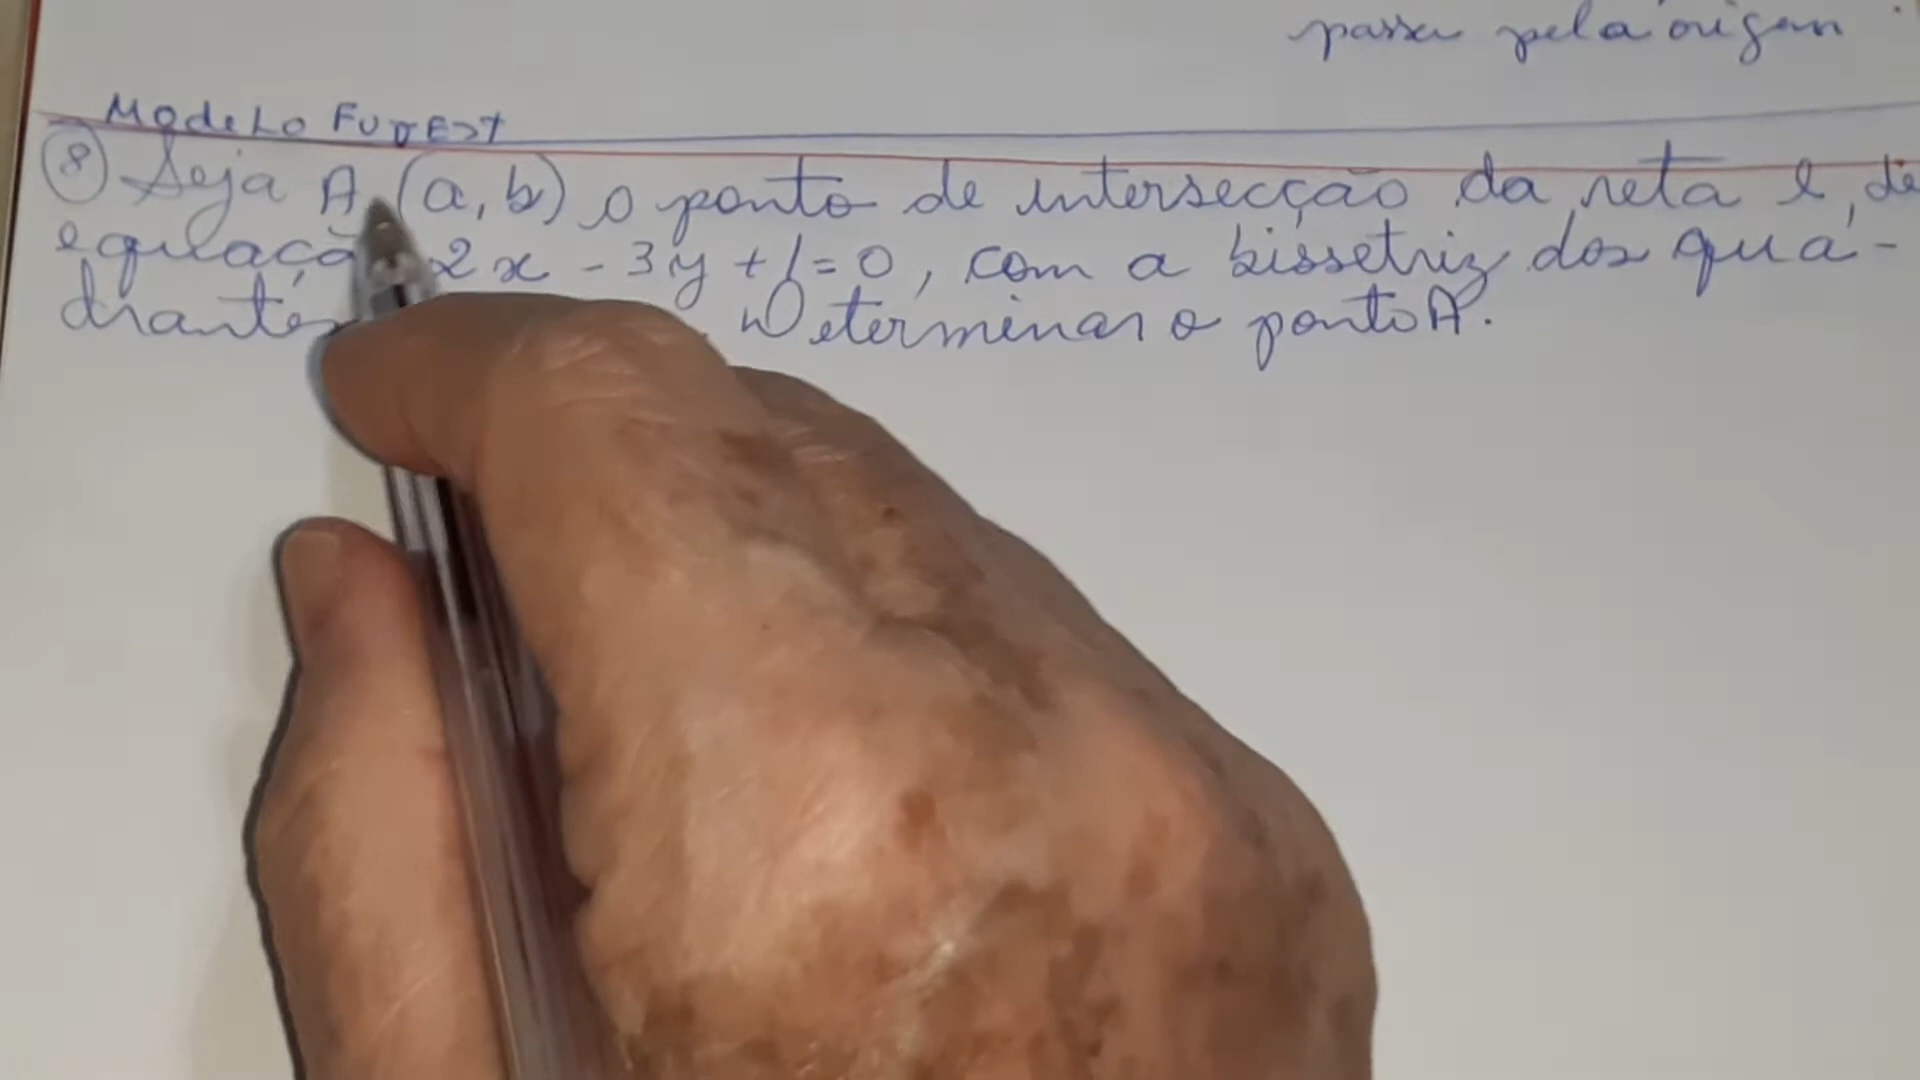 passa pela origem
Modelo FUVEST
8 Seja A (a, b) o ponto de intersecção da reta l, de
equação 2x - 3y + 1 = 0, com a bissetriz dos quá-
drantes Determinar o ponto A.